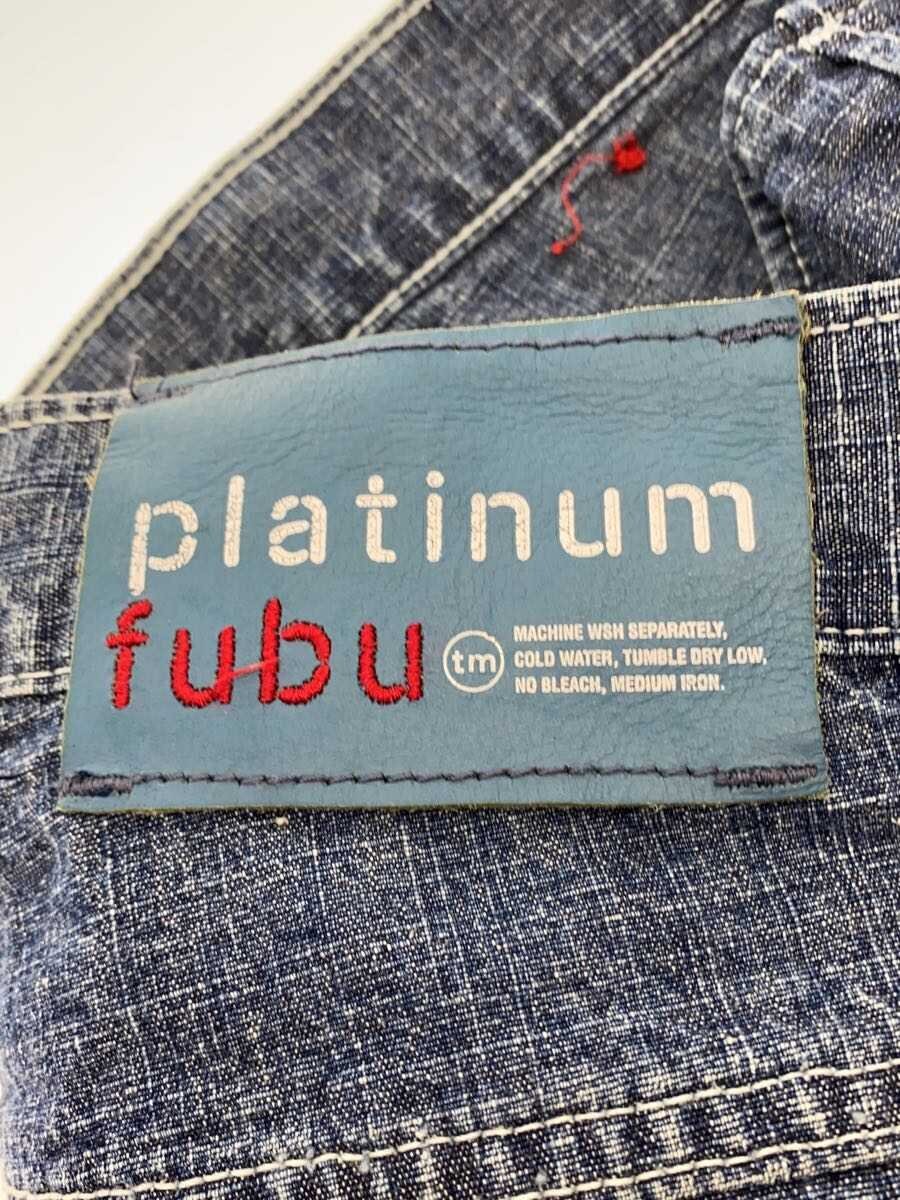 platinum
fubu
tm
MACHINE WSH SEPARATELY,
COLD WATER, TUMBLE DRY LOW,
NO BLEACH, MEDIUM IRON.